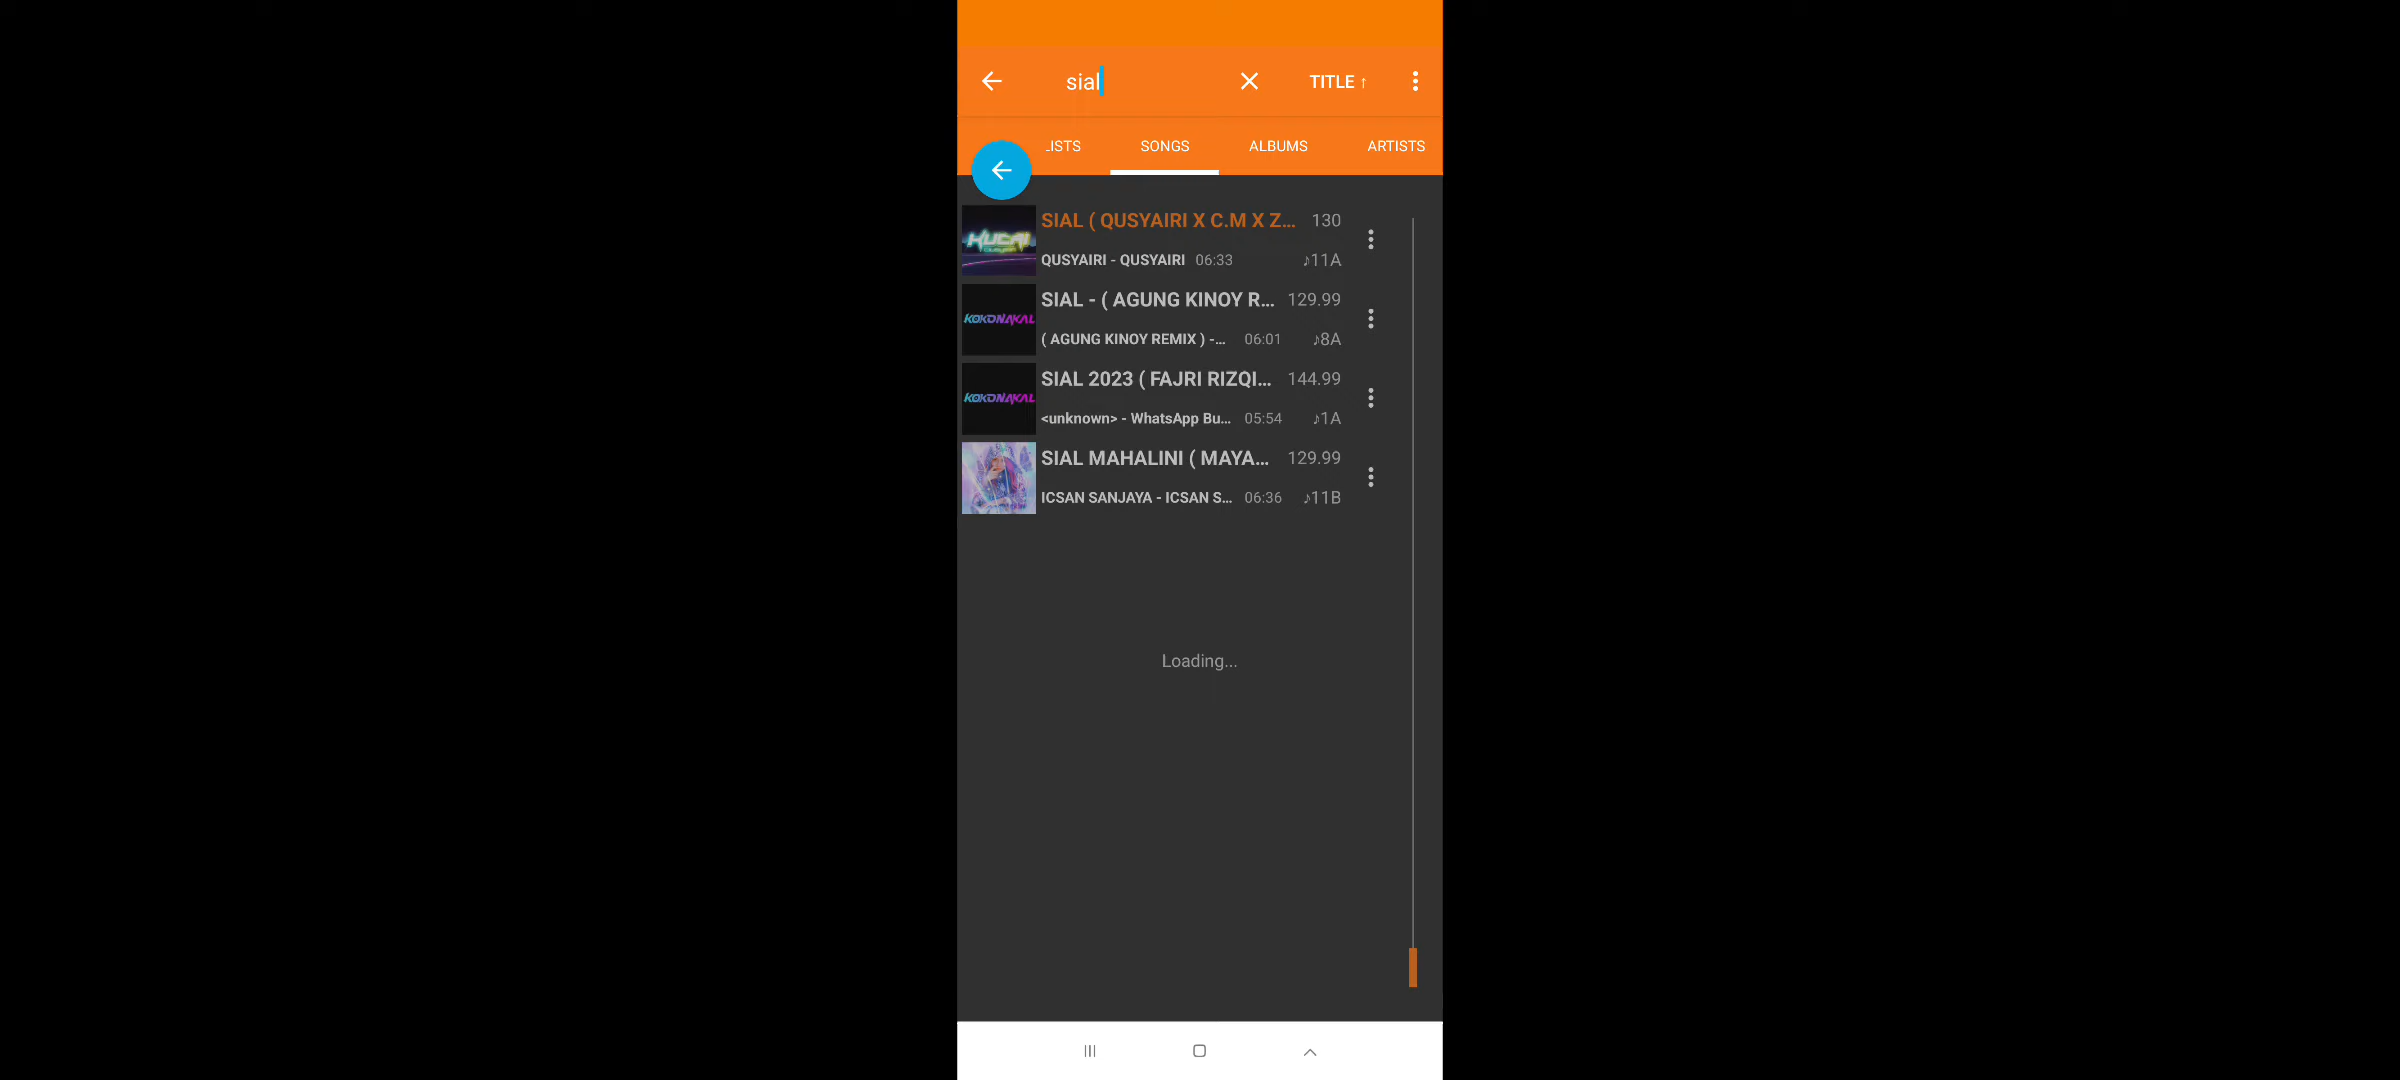 sial TITLE ↑
LISTS SONGS ALBUMS ARTISTS
SIAL ( QUSYAIRI X C.M X Z... 130
QUSYAIRI - QUSYAIRI 06:33 ♪11A
SIAL - ( AGUNG KINOY R... 129.99
( AGUNG KINOY REMIX ) -... 06:01 ♪8A
SIAL 2023 ( FAJRI RIZQI... 144.99
<unknown> - WhatsApp Bu... 05:54 ♪1A
SIAL MAHALINI ( MAYA... 129.99
ICSAN SANJAYA - ICSAN S... 06:36 ♪11B
KOKONAKAL
KOKONAKAL
Loading...